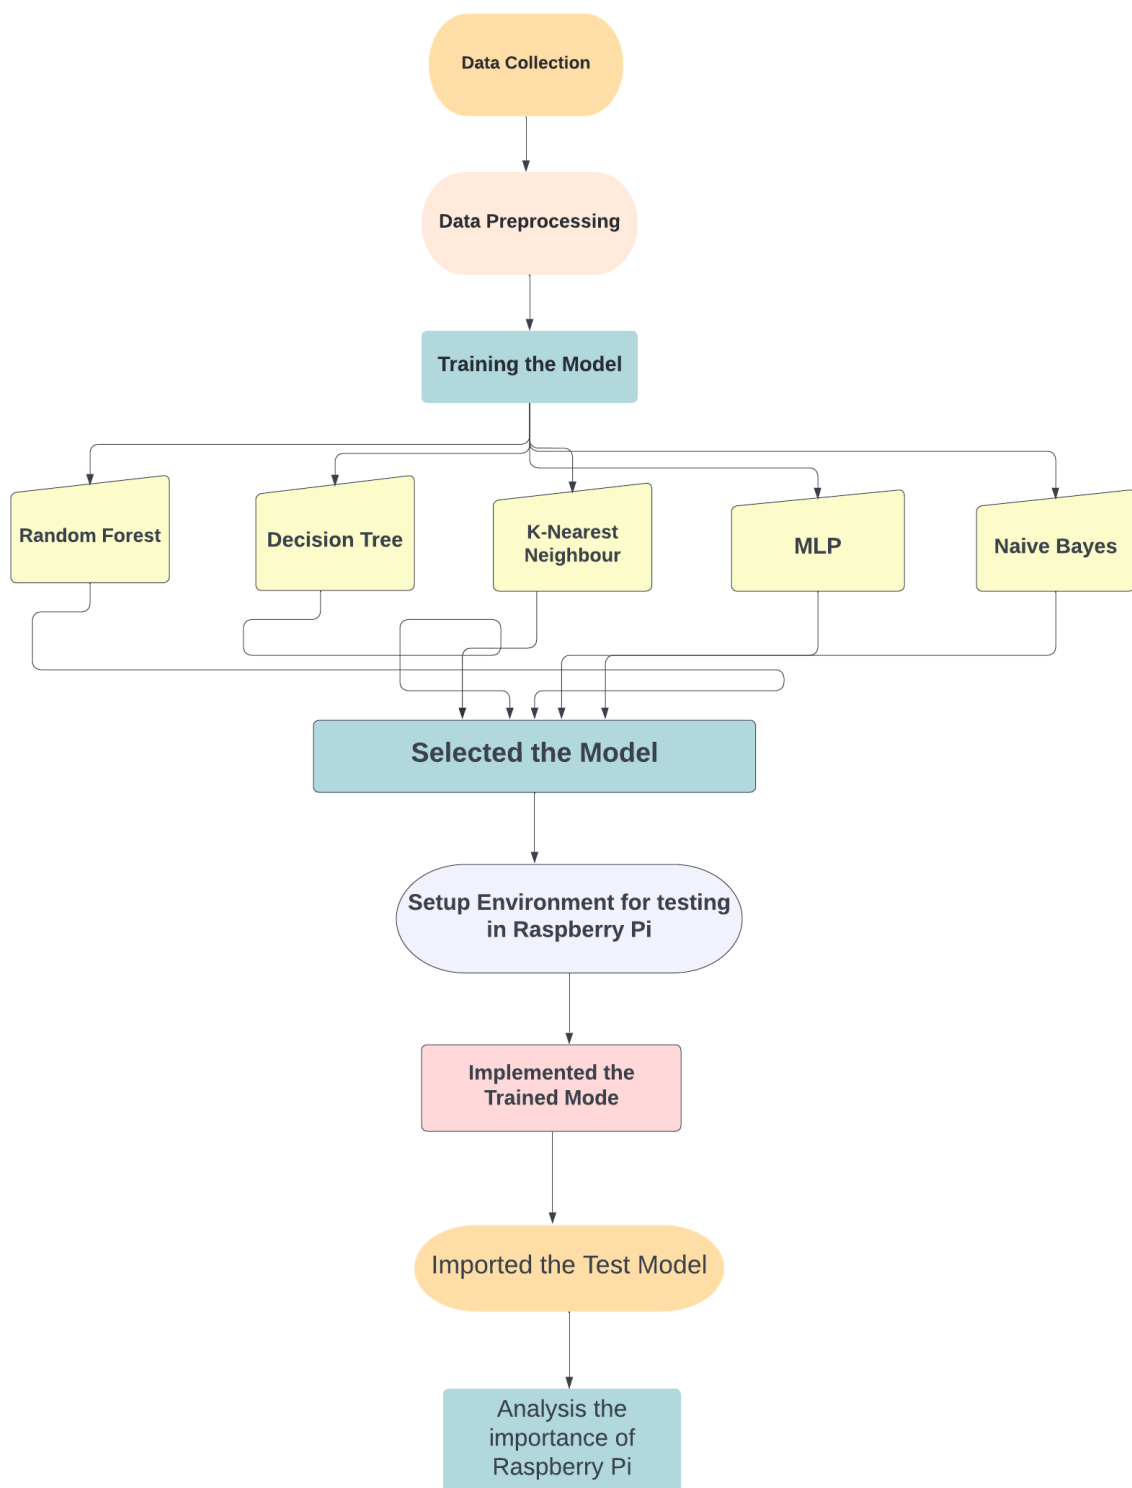 Data Collection
Data Preprocessing
Training the Model
Random Forest
Decision Tree
K-Nearest
Neighbour
MLP
Naive Bayes
Selected the Model
Setup Environment for testing
in Raspberry Pi
Implemented the
Trained Mode
Imported the Test Model
Analysis the
importance of
Raspberry Pi